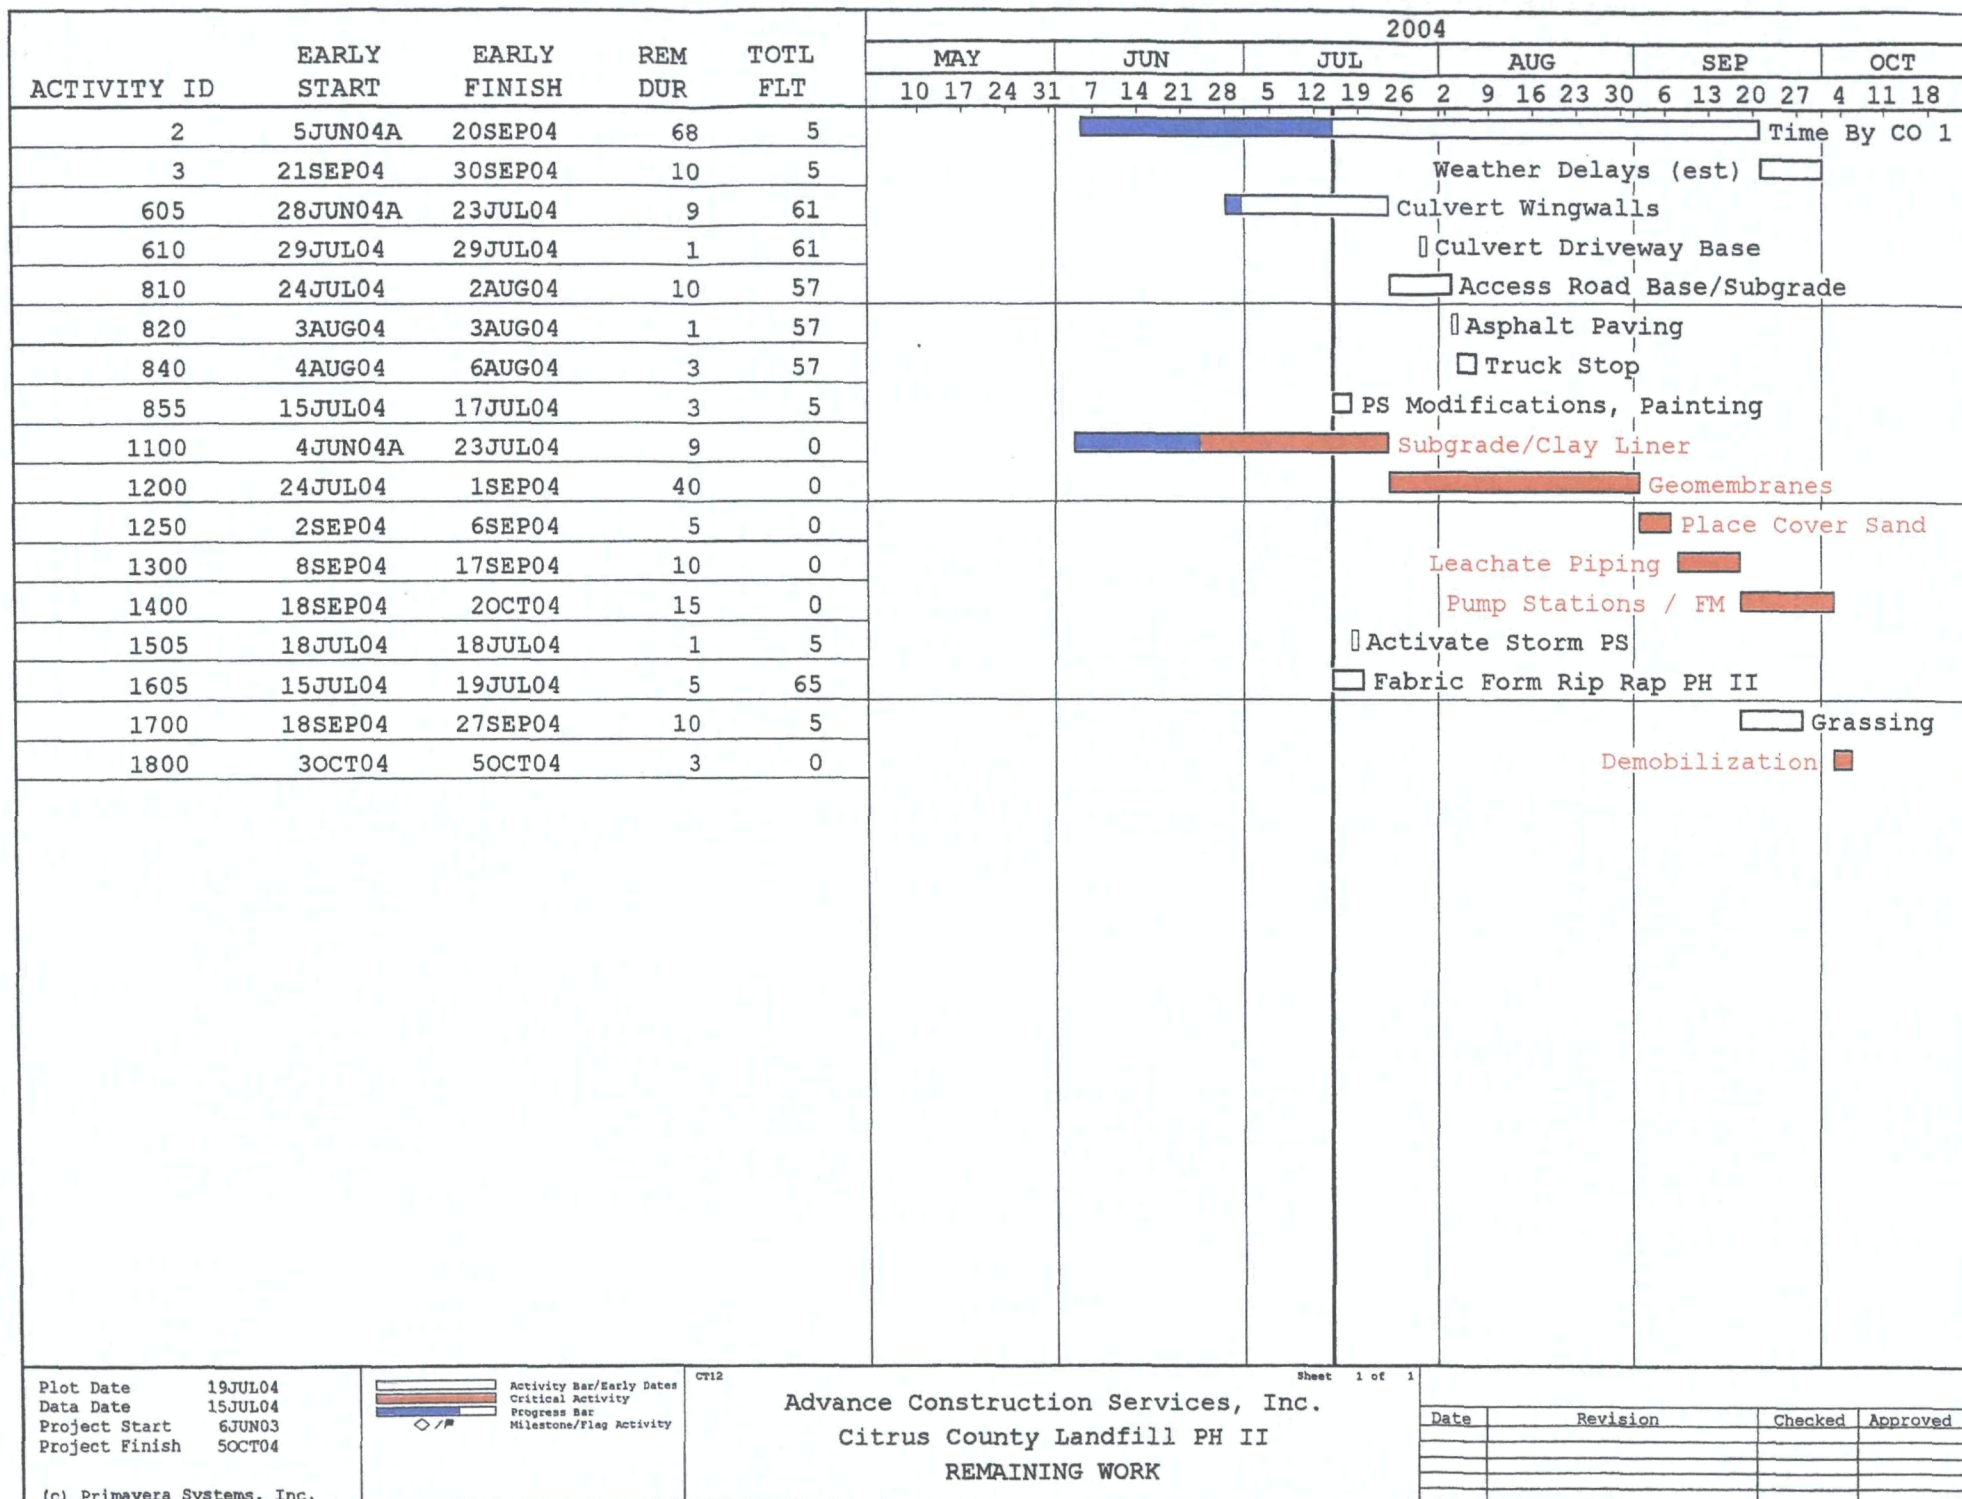 2004
MAY JUN JUL AUG SEP OCT
EARLY EARLY REM TOTL
ACTIVITY ID START FINISH DUR FLT
10 17 24 31 7 14 21 28 5 12 19 26 2 9 16 23 30 6 13 20 27 4 11 18
2 5JUN04A 20SEP04 68 5 Time By CO 1
3 21SEP04 30SEP04 10 5 Weather Delays (est)
605 28JUN04A 23JUL04 9 61 Culvert Wingwalls
610 29JUL04 29JUL04 1 61 Culvert Driveway Base
810 24JUL04 2AUG04 10 57 Access Road Base/Subgrade
820 3AUG04 3AUG04 1 57 Asphalt Paving
840 4AUG04 6AUG04 3 57 Truck Stop
855 15JUL04 17JUL04 3 5 PS Modifications, Painting
1100 4JUN04A 23JUL04 9 0 Subgrade/Clay Liner
1200 24JUL04 1SEP04 40 0 Geomembranes
1250 2SEP04 6SEP04 5 0 Place Cover Sand
1300 8SEP04 17SEP04 10 0 Leachate Piping
1400 18SEP04 2OCT04 15 0 Pump Stations / FM
1505 18JUL04 18JUL04 1 5 Activate Storm PS
1605 15JUL04 19JUL04 5 65 Fabric Form Rip Rap PH II
1700 18SEP04 27SEP04 10 5 Grassing
1800 3OCT04 5OCT04 3 0 Demobilization
Plot Date 19JUL04
Data Date 15JUL04
Project Start 6JUN03
Project Finish 5OCT04
(c) Primavera Systems, Inc.
Activity Bar/Early Dates
Critical Activity
Progress Bar
Milestone/Flag Activity
CT12
Sheet 1 of 1
Advance Construction Services, Inc.
Citrus County Landfill PH II
REMAINING WORK
Date Revision Checked Approved